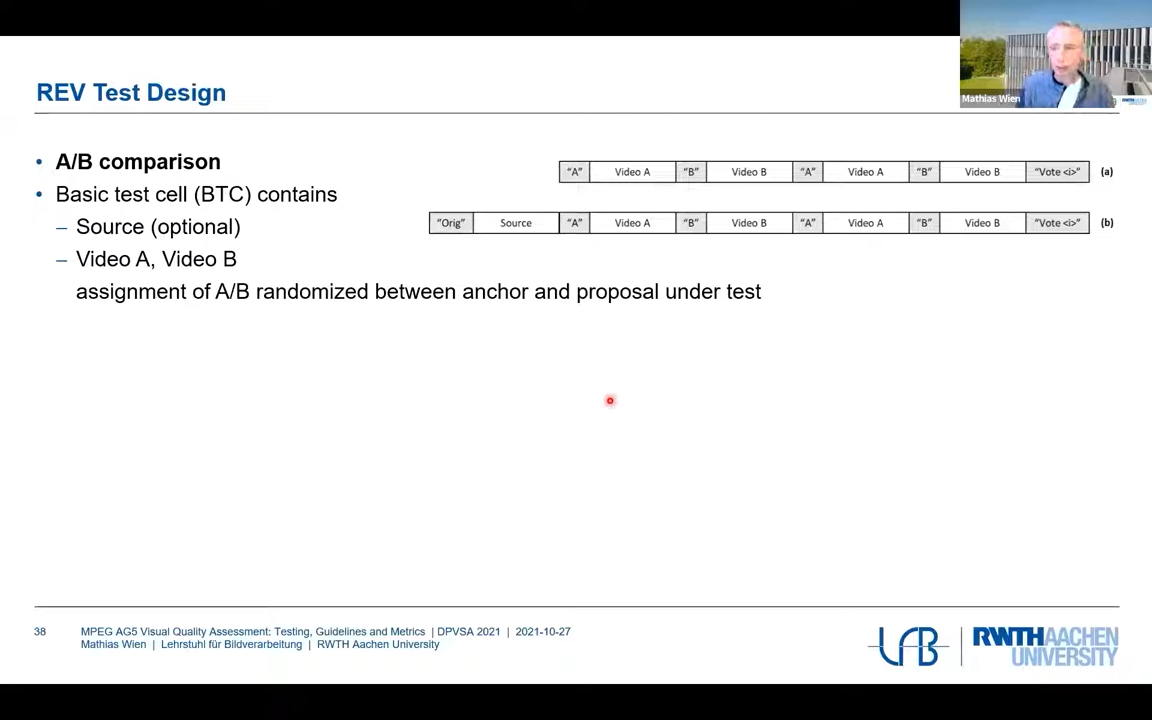 REV Test Design
Mathias Wien
RWTH
• A/B comparison
• Basic test cell (BTC) contains
– Source (optional)
– Video A, Video B
assignment of A/B randomized between anchor and proposal under test
“A” Video A “B” Video B “A” Video A “B” Video B “Vote <i>” (a)
“Orig” Source “A” Video A “B” Video B “A” Video A “B” Video B “Vote <i>” (b)
38 MPEG AG5 Visual Quality Assessment: Testing, Guidelines and Metrics | DPVSA 2021 | 2021-10-27
Mathias Wien | Lehrstuhl für Bildverarbeitung | RWTH Aachen University
LfB
RWTHAACHEN
UNIVERSITY